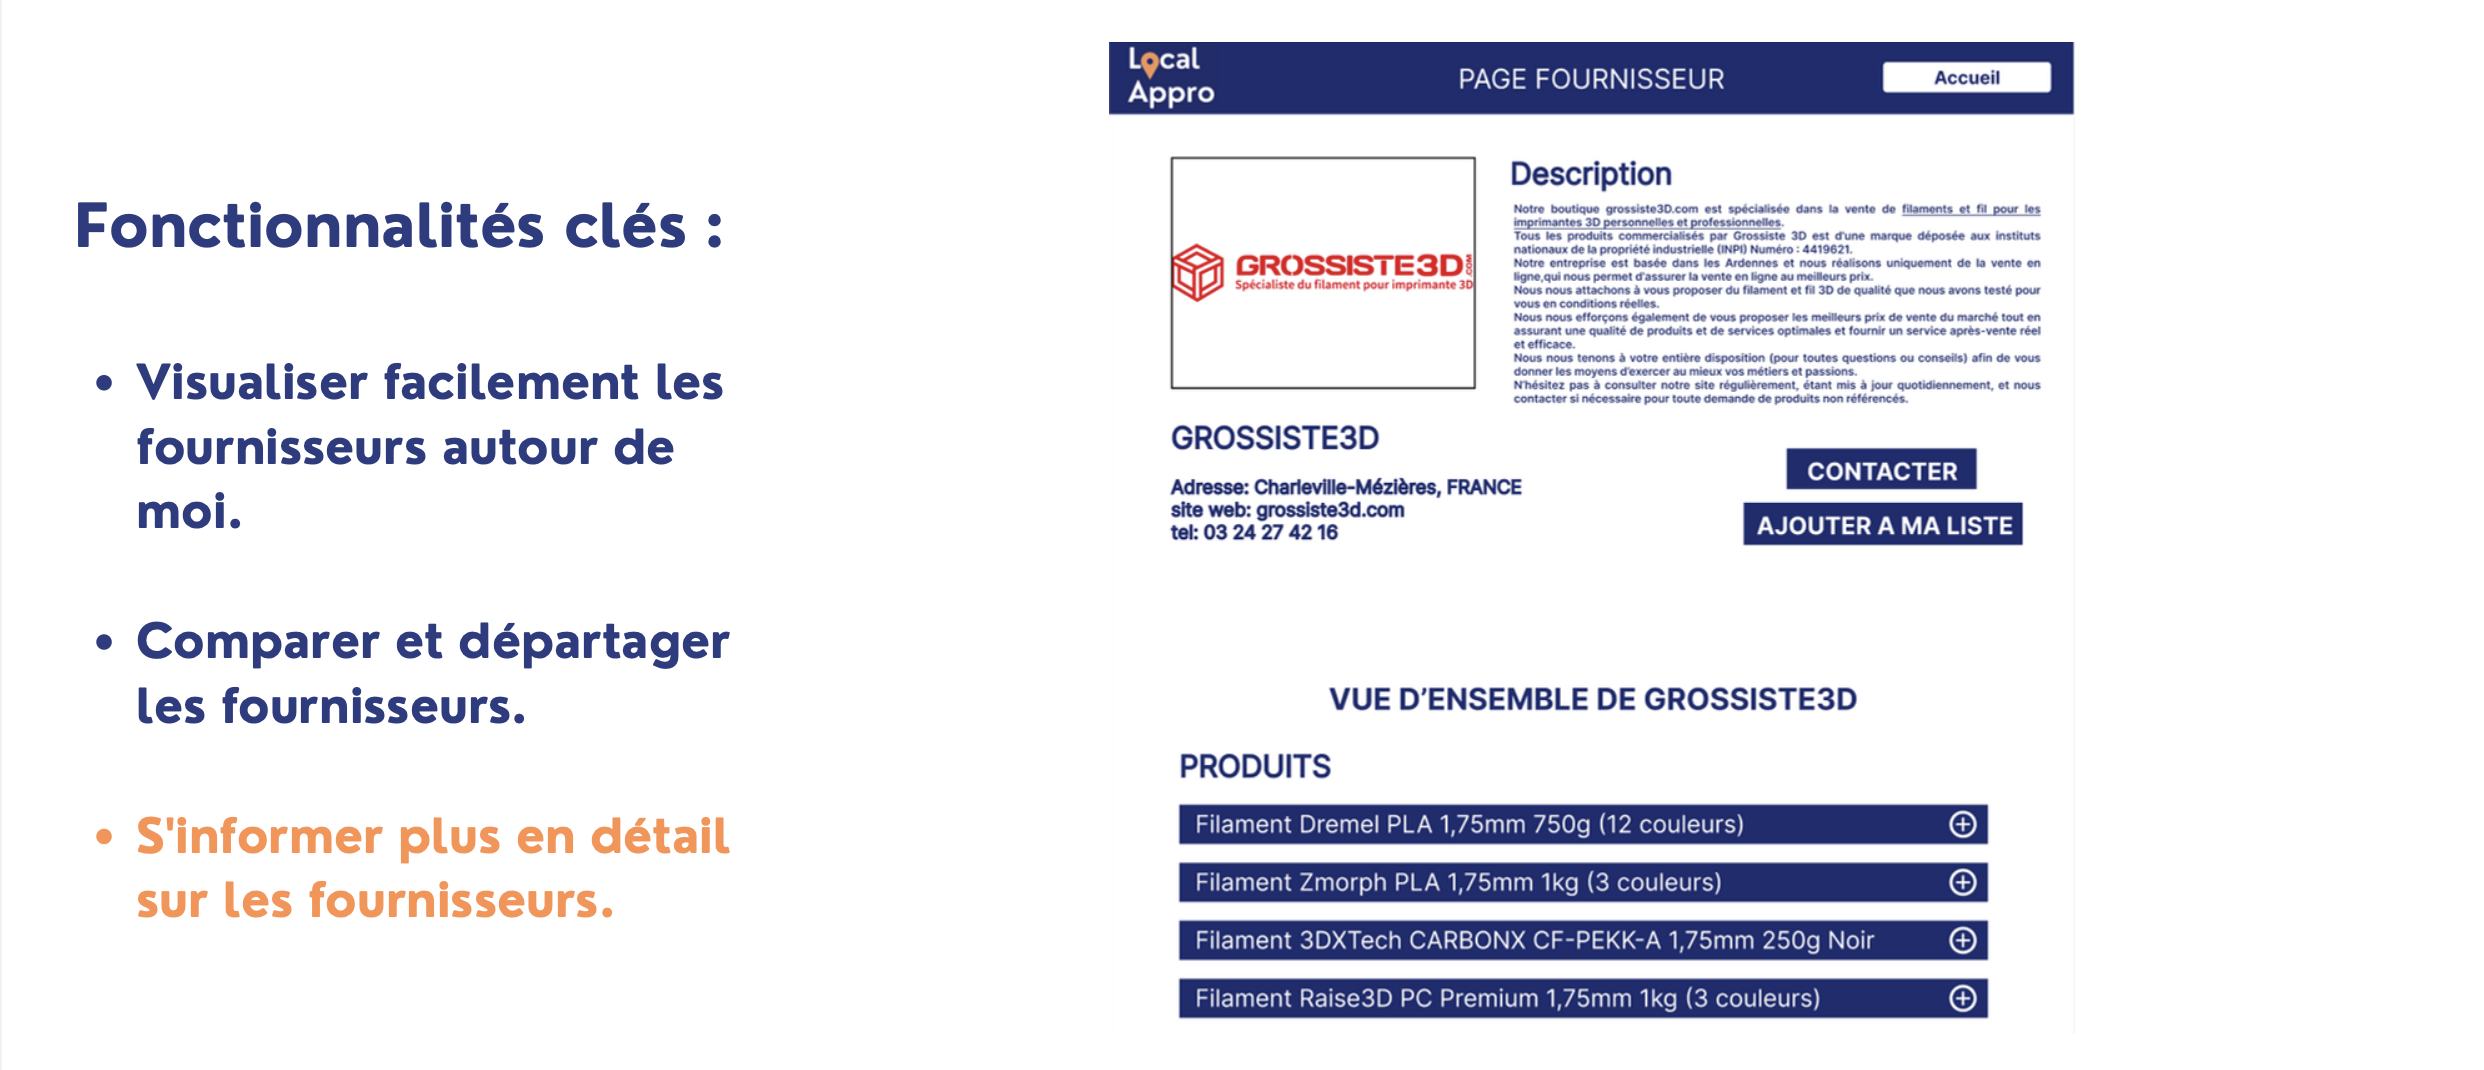 Fonctionnalités clés :
• Visualiser facilement les
fournisseurs autour de
moi.
• Comparer et départager
les fournisseurs.
• S'informer plus en détail
sur les fournisseurs.
Local
Appro
PAGE FOURNISSEUR
Accueil
GROSSISTE3D.COM
Spécialiste du filament pour imprimante 3D
Description
Notre boutique grossiste3D.com est spécialisée dans la vente de filaments et fil pour les
imprimantes 3D personnelles et professionnelles.
Tous les produits commercialisés par Grossiste 3D est d'une marque déposée aux instituts
nationaux de la propriété industrielle (INPI) Numéro : 4419621.
Notre entreprise est basée dans les Ardennes et nous réalisons uniquement de la vente en
ligne,qui nous permet d'assurer la vente en ligne au meilleurs prix.
Nous nous attachons à vous proposer du filament et fil 3D de qualité que nous avons testé pour
vous en conditions réelles.
Nous nous efforçons également de vous proposer les meilleurs prix de vente du marché tout en
assurant une qualité de produits et de services optimales et fournir un service après-vente réel
et efficace.
Nous nous tenons à votre entière disposition (pour toutes questions ou conseils) afin de vous
donner les moyens d'exercer au mieux vos métiers et passions.
N'hésitez pas à consulter notre site régulièrement, étant mis à jour quotidiennement, et nous
contacter si nécessaire pour toute demande de produits non référencés.
GROSSISTE3D
Adresse: Charleville-Mézières, FRANCE
site web: grossiste3d.com
tel: 03 24 27 42 16
CONTACTER
AJOUTER A MA LISTE
VUE D'ENSEMBLE DE GROSSISTE3D
PRODUITS
Filament Dremel PLA 1,75mm 750g (12 couleurs)
Filament Zmorph PLA 1,75mm 1kg (3 couleurs)
Filament 3DXTech CARBONX CF-PEKK-A 1,75mm 250g Noir
Filament Raise3D PC Premium 1,75mm 1kg (3 couleurs)